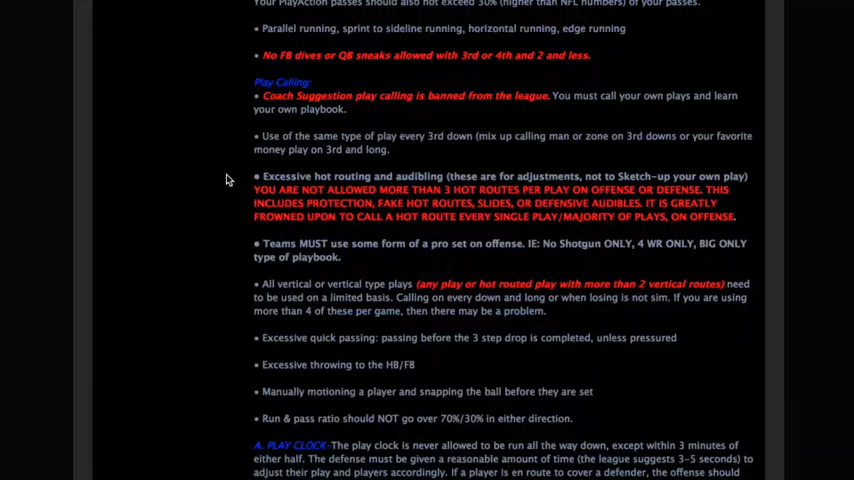 Your PlayAction passes should also not exceed 30% (higher than NFL numbers) of your passes.
• Parallel running, sprint to sideline running, horizontal running, edge running
• No FB dives or QB sneaks allowed with 3rd or 4th and 2 and less.
Play Calling:
• Coach Suggestion play calling is banned from the league. You must call your own plays and learn
your own playbook.
• Use of the same type of play every 3rd down (mix up calling man or zone on 3rd downs or your favorite
money play on 3rd and long.
• Excessive hot routing and audibling (these are for adjustments, not to Sketch-up your own play)
YOU ARE NOT ALLOWED MORE THAN 3 HOT ROUTES PER PLAY ON OFFENSE OR DEFENSE. THIS
INCLUDES PROTECTION, FAKE HOT ROUTES, SLIDES, OR DEFENSIVE AUDIBLES. IT IS GREATLY
FROWNED UPON TO CALL A HOT ROUTE EVERY SINGLE PLAY/MAJORITY OF PLAYS, ON OFFENSE.
• Teams MUST use some form of a pro set on offense. IE: No Shotgun ONLY, 4 WR ONLY, BIG ONLY
type of playbook.
• All vertical or vertical type plays (any play or hot routed play with more than 2 vertical routes) need
to be used on a limited basis. Calling on every down and long or when losing is not sim. If you are using
more than 4 of these per game, then there may be a problem.
• Excessive quick passing: passing before the 3 step drop is completed, unless pressured
• Excessive throwing to the HB/FB
• Manually motioning a player and snapping the ball before they are set
• Run & pass ratio should NOT go over 70%/30% in either direction.
A. PLAY CLOCK-The play clock is never allowed to be run all the way down, except within 3 minutes of
either half. The defense must be given a reasonable amount of time (the league suggests 3-5 seconds) to
adjust their play and players accordingly. If a player is en route to cover a defender, the offense should